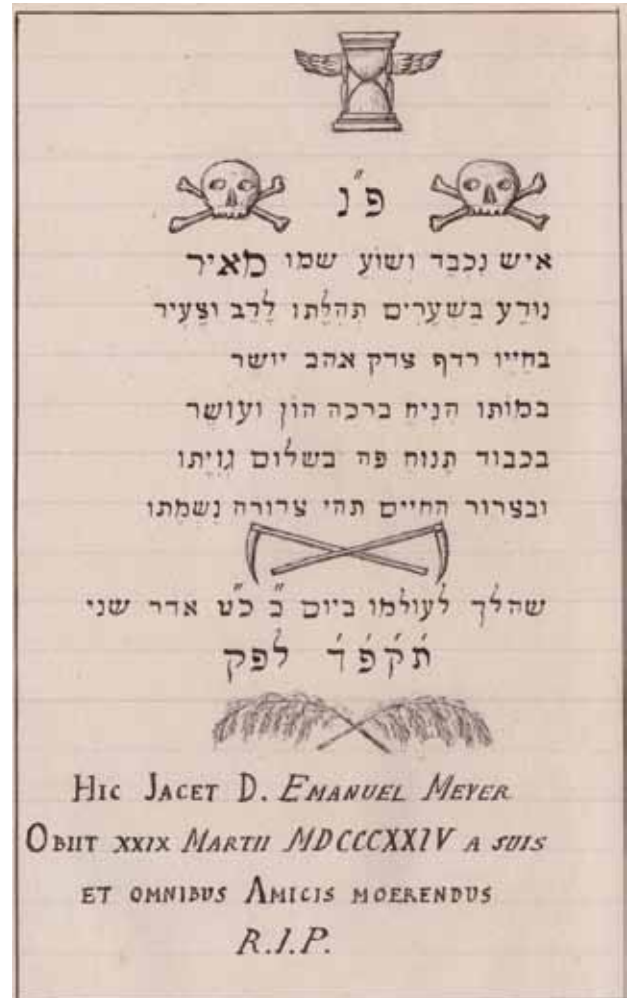 פ״נ
איש נכבד ושוע שמו מאיר
נודע בשערים תהלתו לרב וצעיר
בחייו רדף צדק אהב יושר
במותו הניח ברכה הון ועושר
בכבוד תנוח פה בשלום גויתו
ובצרור החיים תהי צרורה נשמתו
שהלך לעולמו ביום ב״ כ״ט אדר שני
ת׳ק׳פ׳ד׳ לפק
HIC JACET D. EMANUEL MEYER
OBIIT XXIX MARTII MDCCCXXIV A SUIS
ET OMNIBUS AMICIS MOERENDUS
R.I.P.